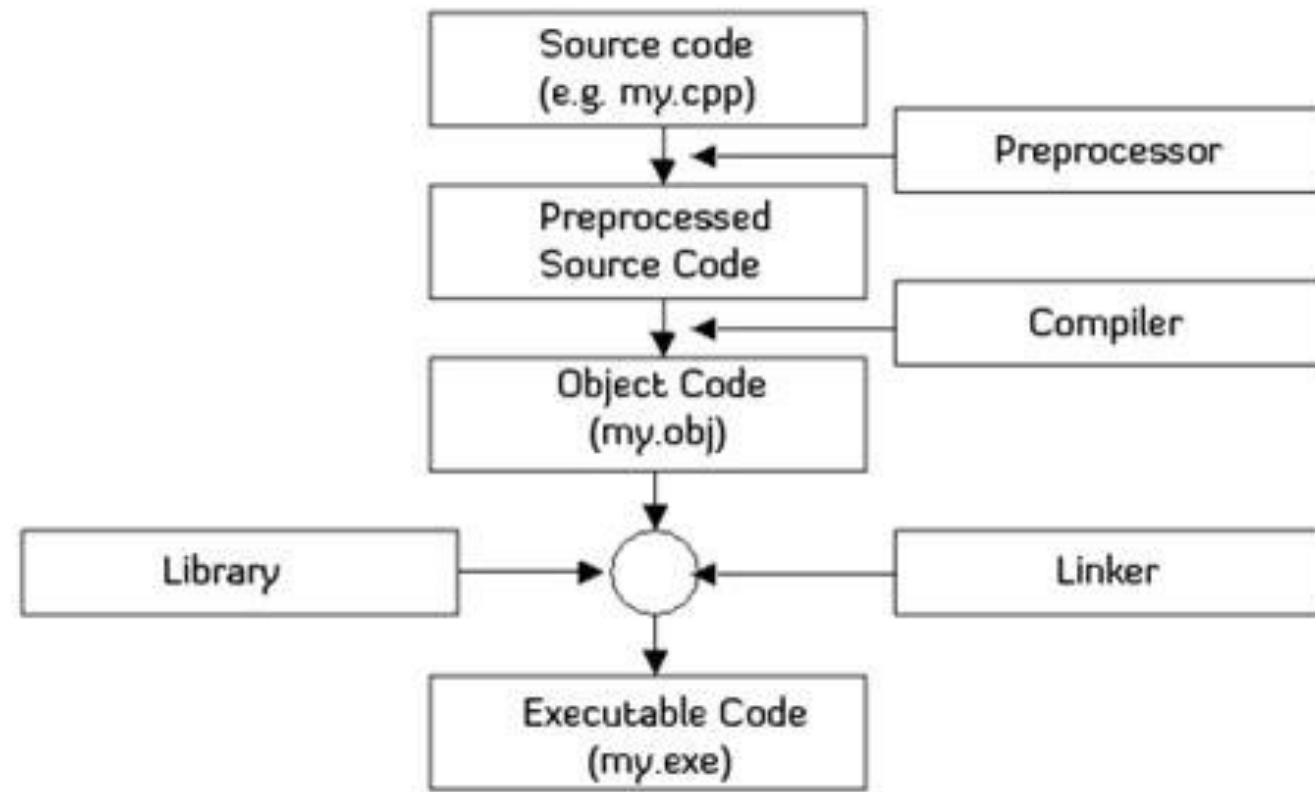 Source code
(e.g. my.cpp)
Preprocessor
Preprocessed
Source Code
Compiler
Object Code
(my.obj)
Library
Linker
Executable Code
(my.exe)